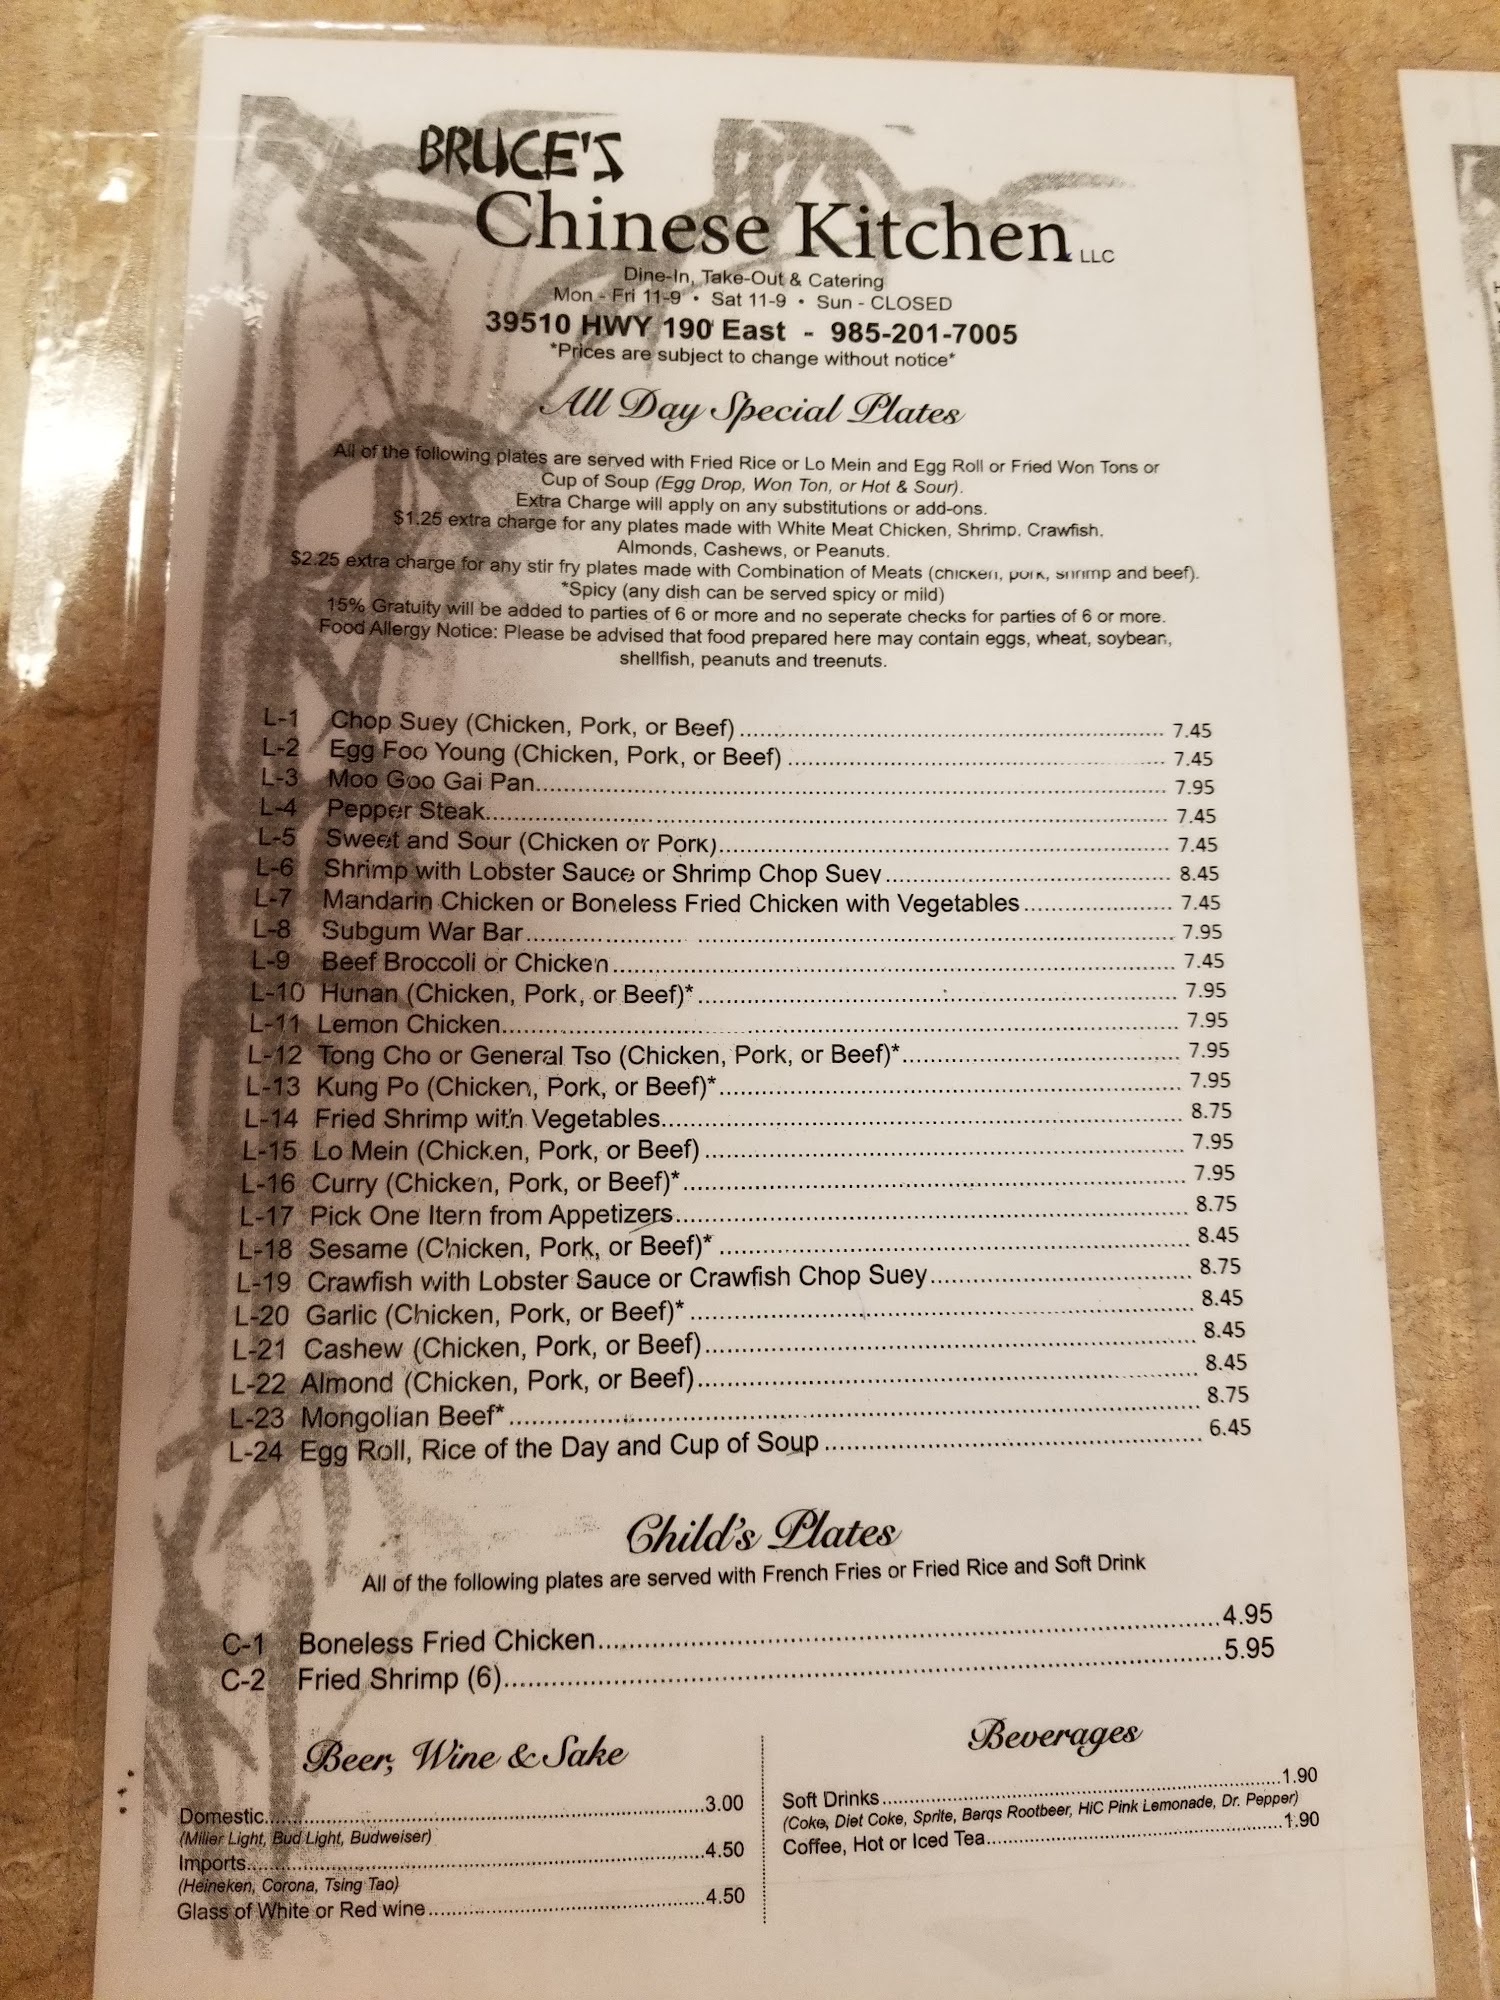 BRUCE'S
Chinese Kitchen LLC
Dine-In, Take-Out & Catering
Mon - Fri 11-9 • Sat 11-9 • Sun - CLOSED
39510 HWY 190 East - 985-201-7005
*Prices are subject to change without notice*
All Day Special Plates
All of the following plates are served with Fried Rice or Lo Mein and Egg Roll or Fried Won Tons or
Cup of Soup (Egg Drop, Won Ton, or Hot & Sour).
Extra Charge will apply on any substitutions or add-ons.
$1.25 extra charge for any plates made with White Meat Chicken, Shrimp, Crawfish,
Almonds, Cashews, or Peanuts.
$2.25 extra charge for any stir fry plates made with Combination of Meats (chicken, pork, shrimp and beef).
*Spicy (any dish can be served spicy or mild)
15% Gratuity will be added to parties of 6 or more and no seperate checks for parties of 6 or more.
Food Allergy Notice: Please be advised that food prepared here may contain eggs, wheat, soybean,
shellfish, peanuts and treenuts.
L-1 Chop Suey (Chicken, Pork, or Beef) 7.45
L-2 Egg Foo Young (Chicken, Pork, or Beef) 7.45
L-3 Moo Goo Gai Pan 7.95
L-4 Pepper Steak 7.45
L-5 Sweet and Sour (Chicken or Pork) 7.45
L-6 Shrimp with Lobster Sauce or Shrimp Chop Suey 8.45
L-7 Mandarin Chicken or Boneless Fried Chicken with Vegetables 7.45
L-8 Subgum War Bar 7.95
L-9 Beef Broccoli or Chicken 7.45
L-10 Hunan (Chicken, Pork, or Beef)* 7.95
L-11 Lemon Chicken 7.95
L-12 Tong Cho or General Tso (Chicken, Pork, or Beef)* 7.95
L-13 Kung Po (Chicken, Pork, or Beef)* 7.95
L-14 Fried Shrimp with Vegetables 8.75
L-15 Lo Mein (Chicken, Pork, or Beef) 7.95
L-16 Curry (Chicken, Pork, or Beef)* 7.95
L-17 Pick One Item from Appetizers 8.75
L-18 Sesame (Chicken, Pork, or Beef)* 8.45
L-19 Crawfish with Lobster Sauce or Crawfish Chop Suey 8.75
L-20 Garlic (Chicken, Pork, or Beef)* 8.45
L-21 Cashew (Chicken, Pork, or Beef) 8.45
L-22 Almond (Chicken, Pork, or Beef) 8.45
L-23 Mongolian Beef* 8.75
L-24 Egg Roll, Rice of the Day and Cup of Soup 6.45
Child's Plates
All of the following plates are served with French Fries or Fried Rice and Soft Drink
C-1 Boneless Fried Chicken 4.95
C-2 Fried Shrimp (6) 5.95
Beer, Wine & Sake
Domestic 3.00
(Miller Light, Bud Light, Budweiser)
Imports 4.50
(Heineken, Corona, Tsing Tao)
Glass of White or Red wine 4.50
Beverages
Soft Drinks 1.90
(Coke, Diet Coke, Sprite, Barqs Rootbeer, HIC Pink Lemonade, Dr. Pepper)
Coffee, Hot or Iced Tea 1.90